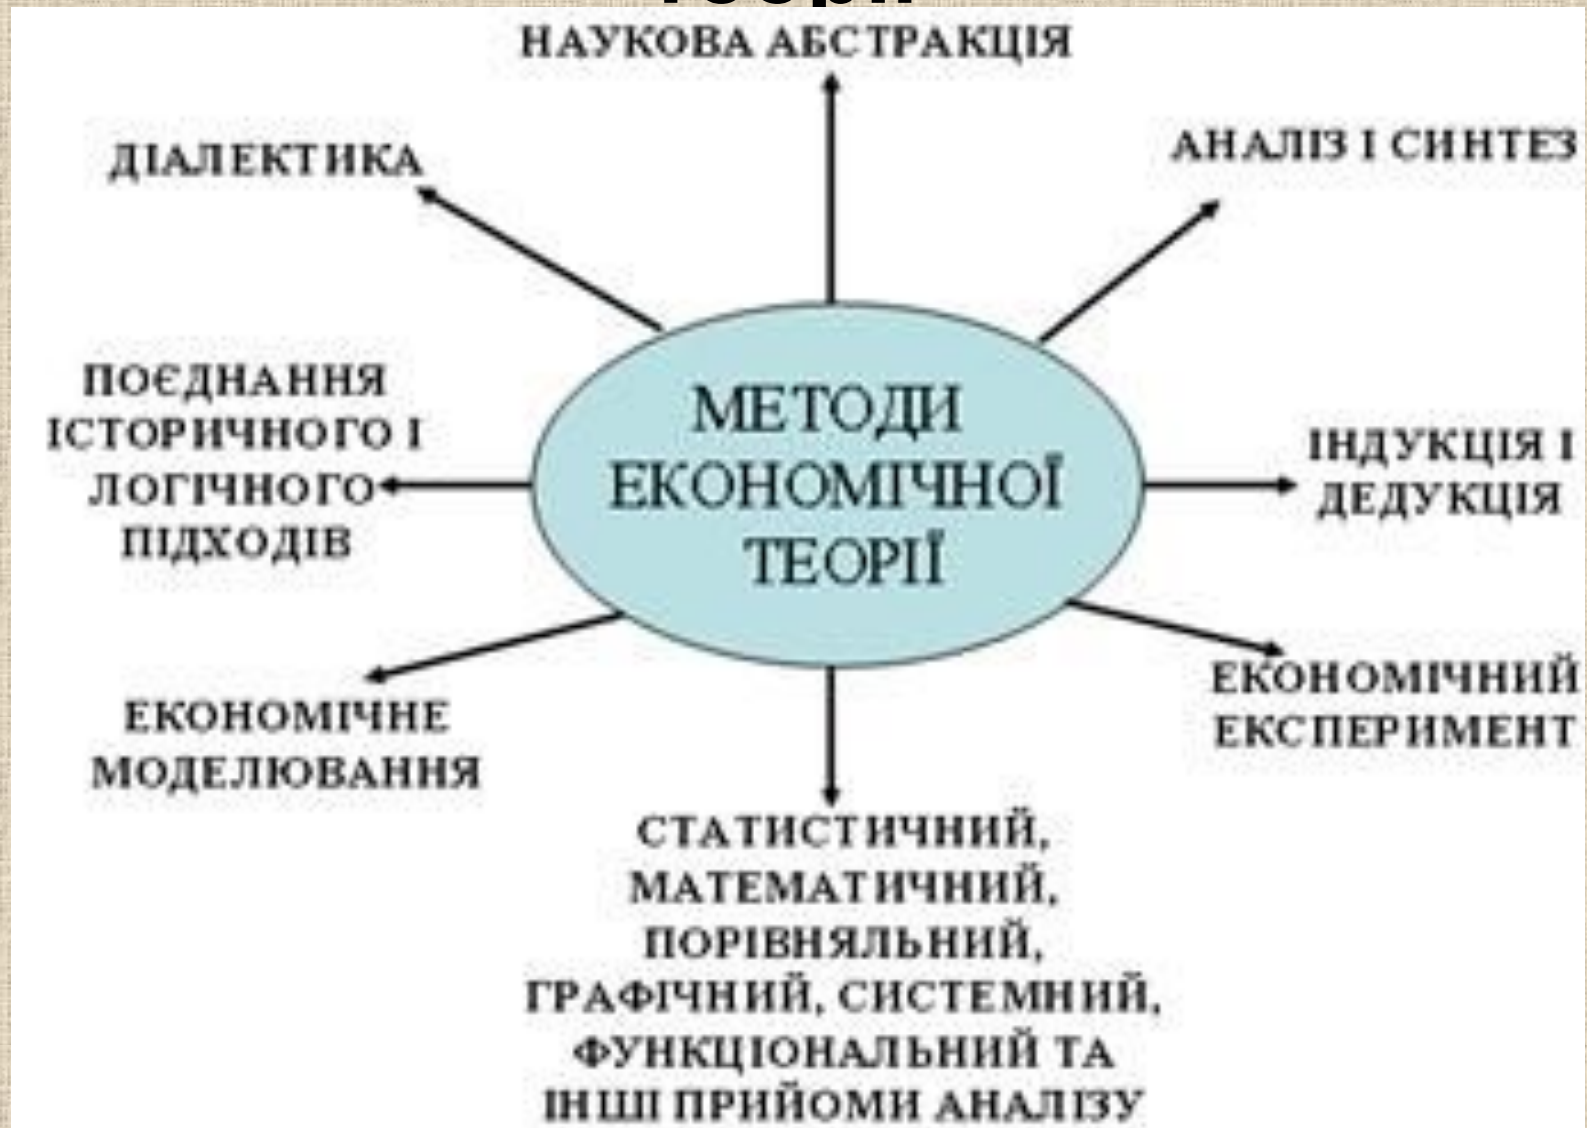 НАУКОВА АБСТРАКЦІЯ
ДІАЛЕКТИКА
АНАЛІЗ І СИНТЕЗ
ПОЄДНАННЯ
ІСТОРИЧНОГО І
ЛОГІЧНОГО
ПІДХОДІВ
МЕТОДИ
ЕКОНОМІЧНОЇ
ТЕОРІЇ
ІНДУКЦІЯ І
ДЕДУКЦІЯ
ЕКОНОМІЧНЕ
МОДЕЛЮВАННЯ
ЕКОНОМІЧНИЙ
ЕКСПЕРИМЕНТ
СТАТИСТИЧНИЙ,
МАТЕМАТИЧНИЙ,
ПОРІВНЯЛЬНИЙ,
ГРАФІЧНИЙ, СИСТЕМНИЙ,
ФУНКЦІОНАЛЬНИЙ ТА
ІНШІ ПРИЙОМИ АНАЛІЗУ